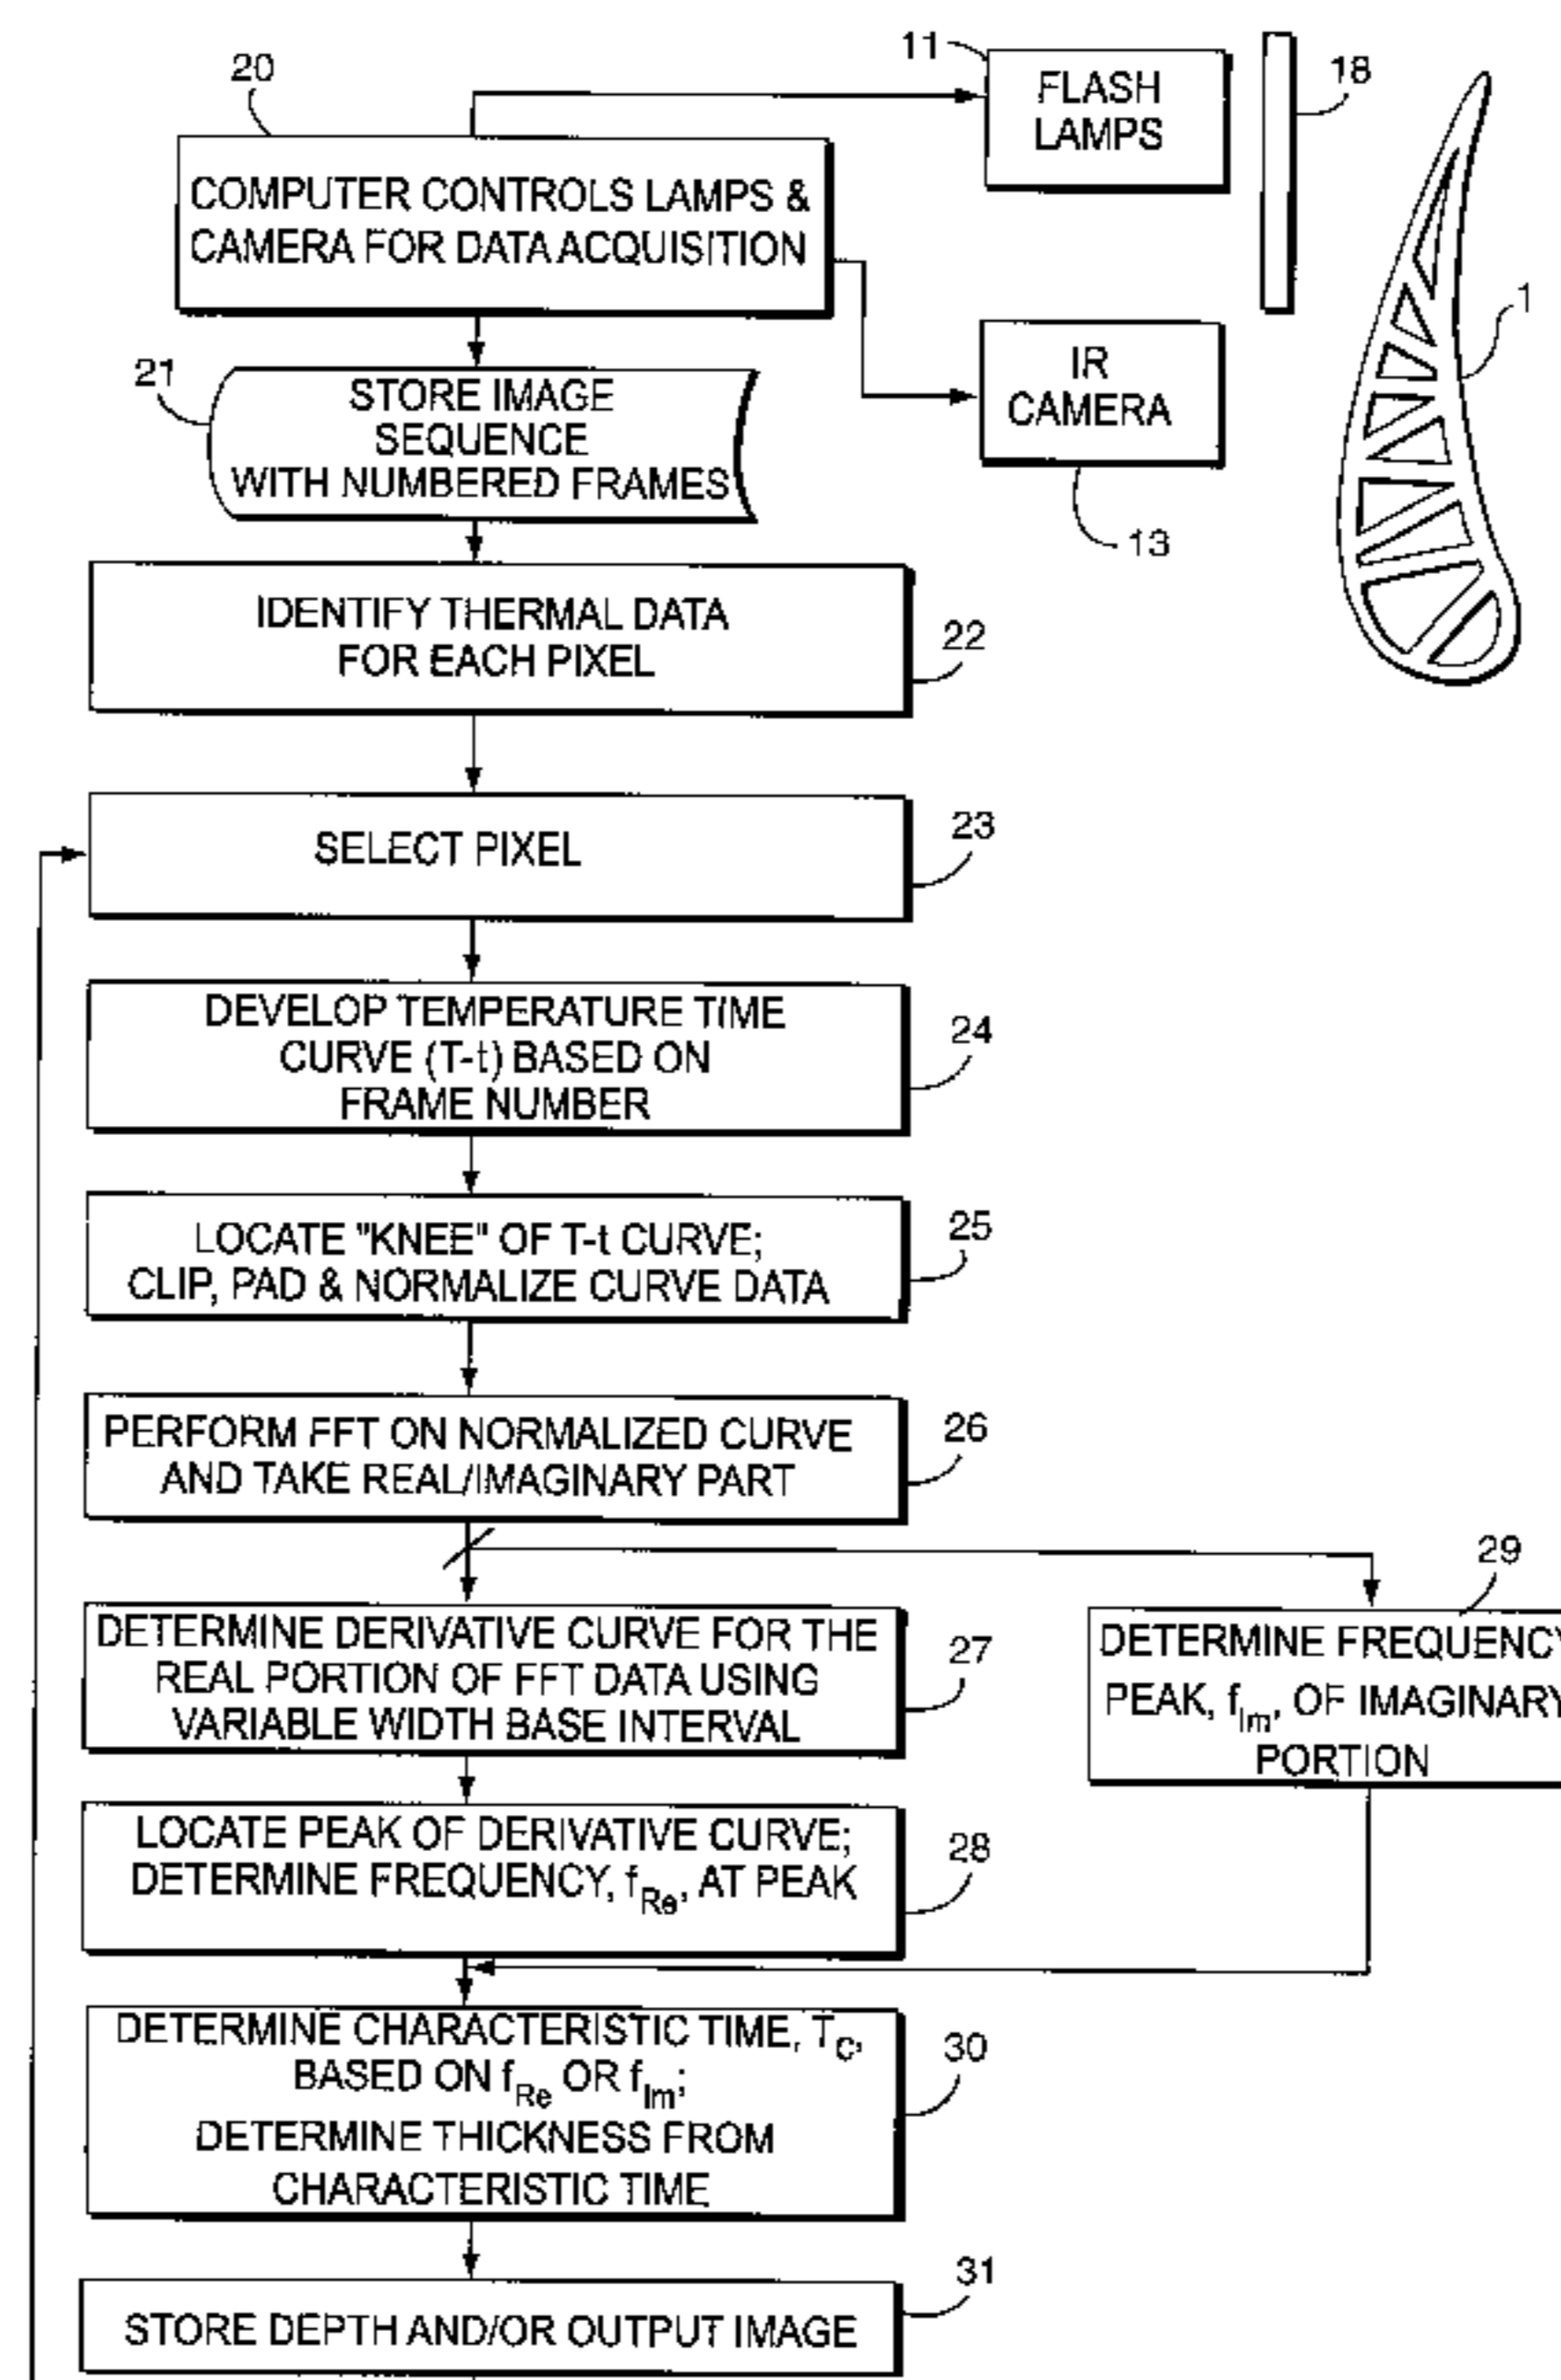 20
COMPUTER CONTROLS LAMPS &
CAMERA FOR DATA ACQUISITION
11
FLASH
LAMPS
18
1
IR
CAMERA
13
21
STORE IMAGE
SEQUENCE
WITH NUMBERED FRAMES
IDENTIFY THERMAL DATA
FOR EACH PIXEL
22
SELECT PIXEL
23
DEVELOP TEMPERATURE TIME
CURVE (T-t) BASED ON
FRAME NUMBER
24
LOCATE "KNEE" OF T-t CURVE;
CLIP, PAD & NORMALIZE CURVE DATA
25
PERFORM FFT ON NORMALIZED CURVE
AND TAKE REAL/IMAGINARY PART
26
DETERMINE DERIVATIVE CURVE FOR THE
REAL PORTION OF FFT DATA USING
VARIABLE WIDTH BASE INTERVAL
27
29
DETERMINE FREQUENCY
PEAK, fIm, OF IMAGINARY
PORTION
LOCATE PEAK OF DERIVATIVE CURVE;
DETERMINE FREQUENCY, fRe, AT PEAK
28
DETERMINE CHARACTERISTIC TIME, TC,
BASED ON fRe OR fIm;
DETERMINE THICKNESS FROM
CHARACTERISTIC TIME
30
STORE DEPTH AND/OR OUTPUT IMAGE
31